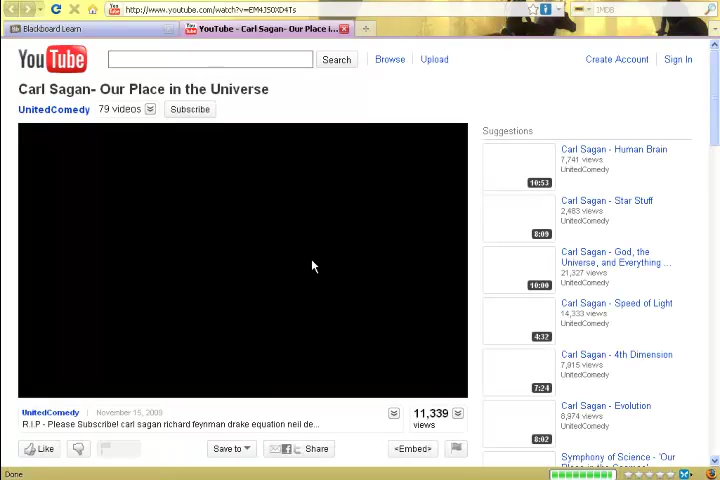 http://www.youtube.com/watch?v=EM4JS0XD4Ts
IMDB
Blackboard Learn
YouTube - Carl Sagan- Our Place i...
YouTube
Search
Browse
Upload
Create Account
Sign In
Carl Sagan- Our Place in the Universe
UnitedComedy
79 videos
Subscribe
Suggestions
Carl Sagan - Human Brain
7,741 views
UnitedComedy
10:53
Carl Sagan - Star Stuff
2,483 views
UnitedComedy
8:09
Carl Sagan - God, the
Universe, and Everything ...
21,327 views
UnitedComedy
10:00
Carl Sagan - Speed of Light
14,333 views
UnitedComedy
4:32
Carl Sagan - 4th Dimension
7,915 views
UnitedComedy
7:24
Carl Sagan - Evolution
6,974 views
UnitedComedy
8:02
Symphony of Science - 'Our
UnitedComedy
November 15, 2009
R.I.P - Please Subscribe! carl sagan richard feynman drake equation neil de...
11,339
views
Like
Save to
Share
<Embed>
Done